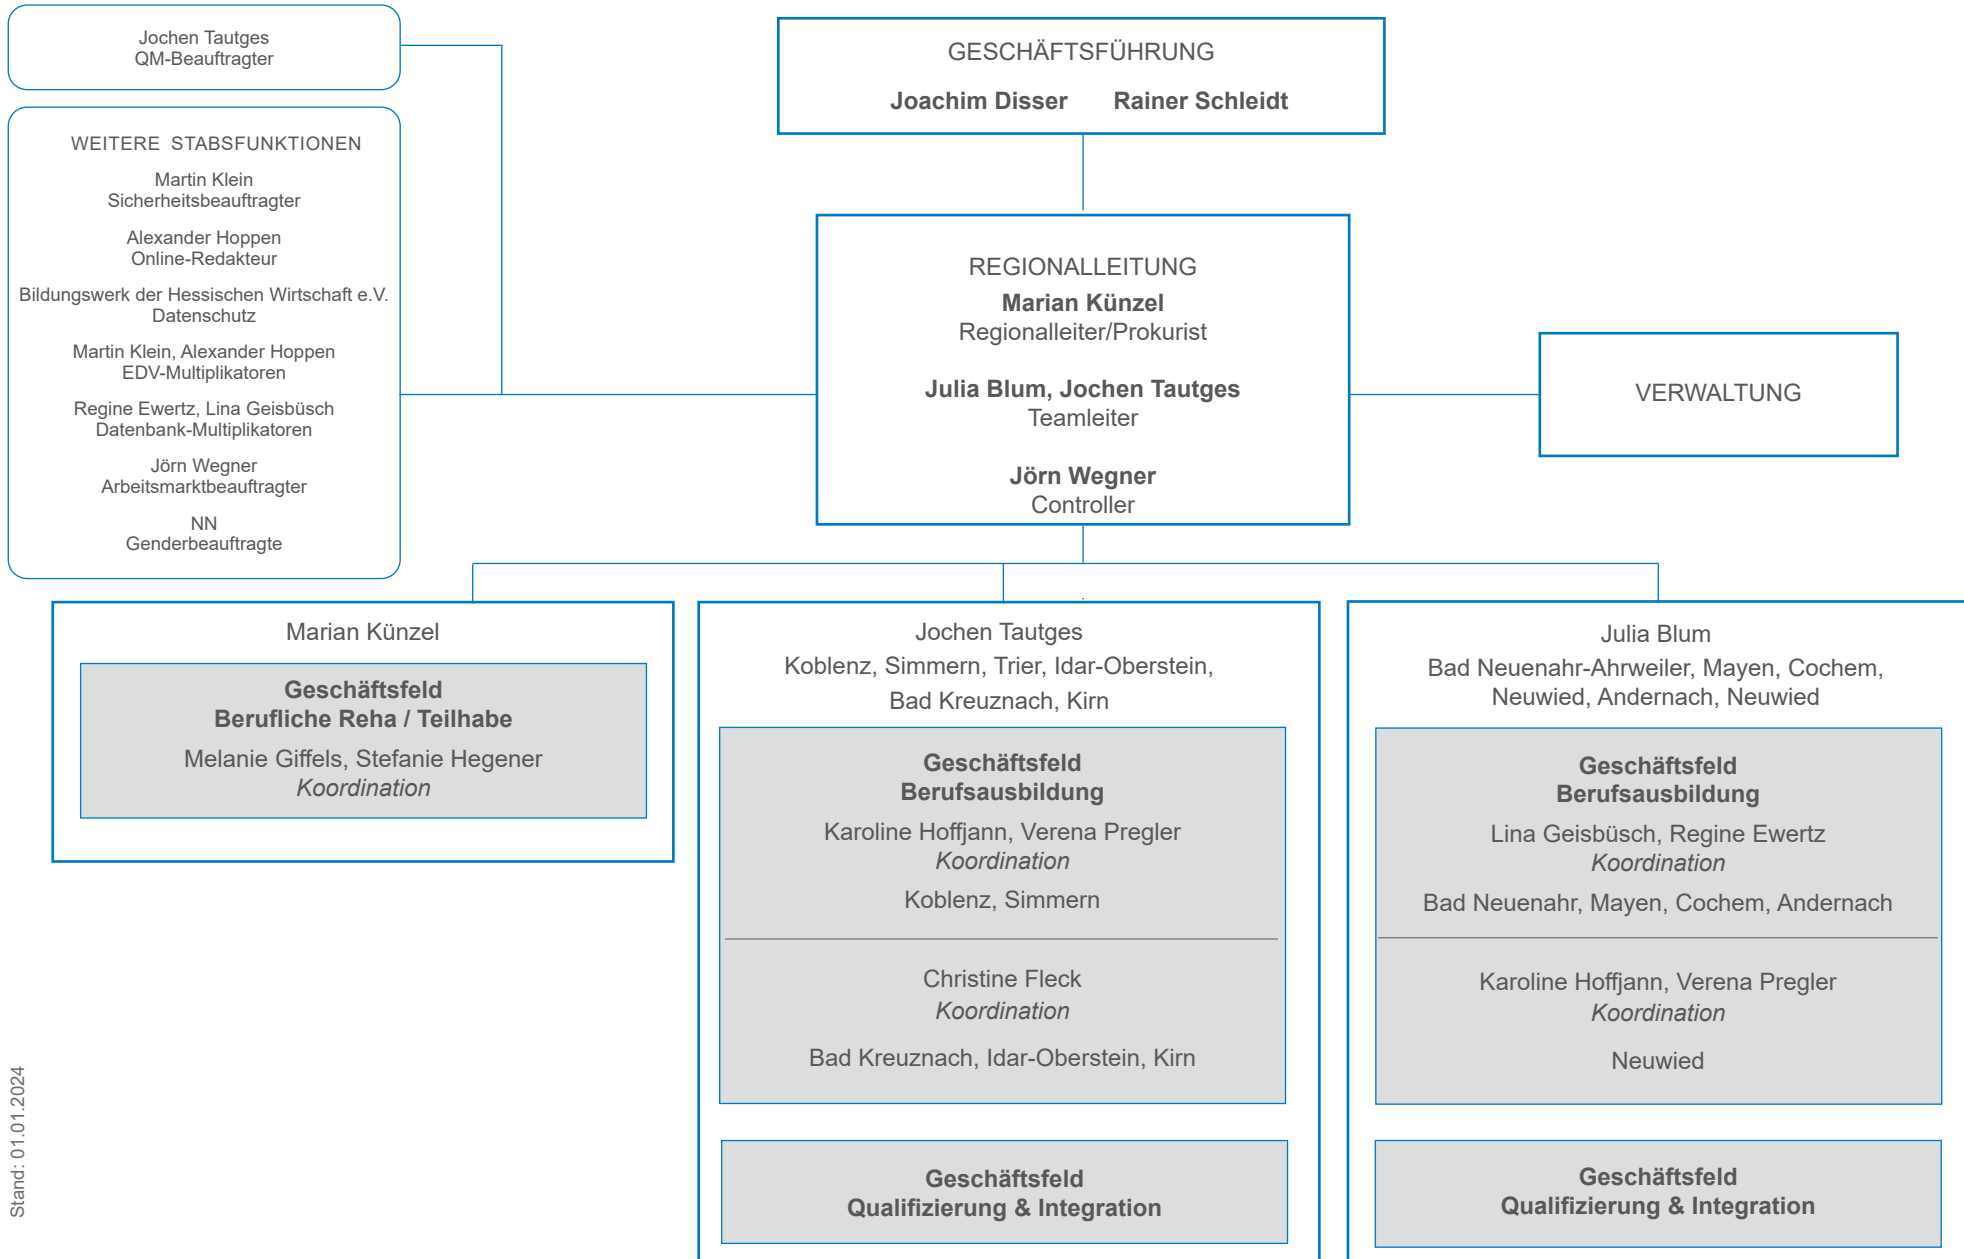 Jochen Tautges
QM-Beauftragter
WEITERE STABSFUNKTIONEN
Martin Klein
Sicherheitsbeauftragter
Alexander Hoppen
Online-Redakteur
Bildungswerk der Hessischen Wirtschaft e.V.
Datenschutz
Martin Klein, Alexander Hoppen
EDV-Multiplikatoren
Regine Ewertz, Lina Geisbüsch
Datenbank-Multiplikatoren
Jörn Wegner
Arbeitsmarktbeauftragter
NN
Genderbeauftragte
GESCHÄFTSFÜHRUNG
Joachim Disser Rainer Schleidt
REGIONALLEITUNG
Marian Künzel
Regionalleiter/Prokurist
Julia Blum, Jochen Tautges
Teamleiter
Jörn Wegner
Controller
VERWALTUNG
Marian Künzel
Geschäftsfeld
Berufliche Reha / Teilhabe
Melanie Giffels, Stefanie Hegener
Koordination
Jochen Tautges
Koblenz, Simmern, Trier, Idar-Oberstein,
Bad Kreuznach, Kirn
Geschäftsfeld
Berufsausbildung
Karoline Hoffjann, Verena Pregler
Koordination
Koblenz, Simmern
Christine Fleck
Koordination
Bad Kreuznach, Idar-Oberstein, Kirn
Geschäftsfeld
Qualifizierung & Integration
Julia Blum
Bad Neuenahr-Ahrweiler, Mayen, Cochem,
Neuwied, Andernach, Neuwied
Geschäftsfeld
Berufsausbildung
Lina Geisbüsch, Regine Ewertz
Koordination
Bad Neuenahr, Mayen, Cochem, Andernach
Karoline Hoffjann, Verena Pregler
Koordination
Neuwied
Geschäftsfeld
Qualifizierung & Integration
Stand: 01.01.2024